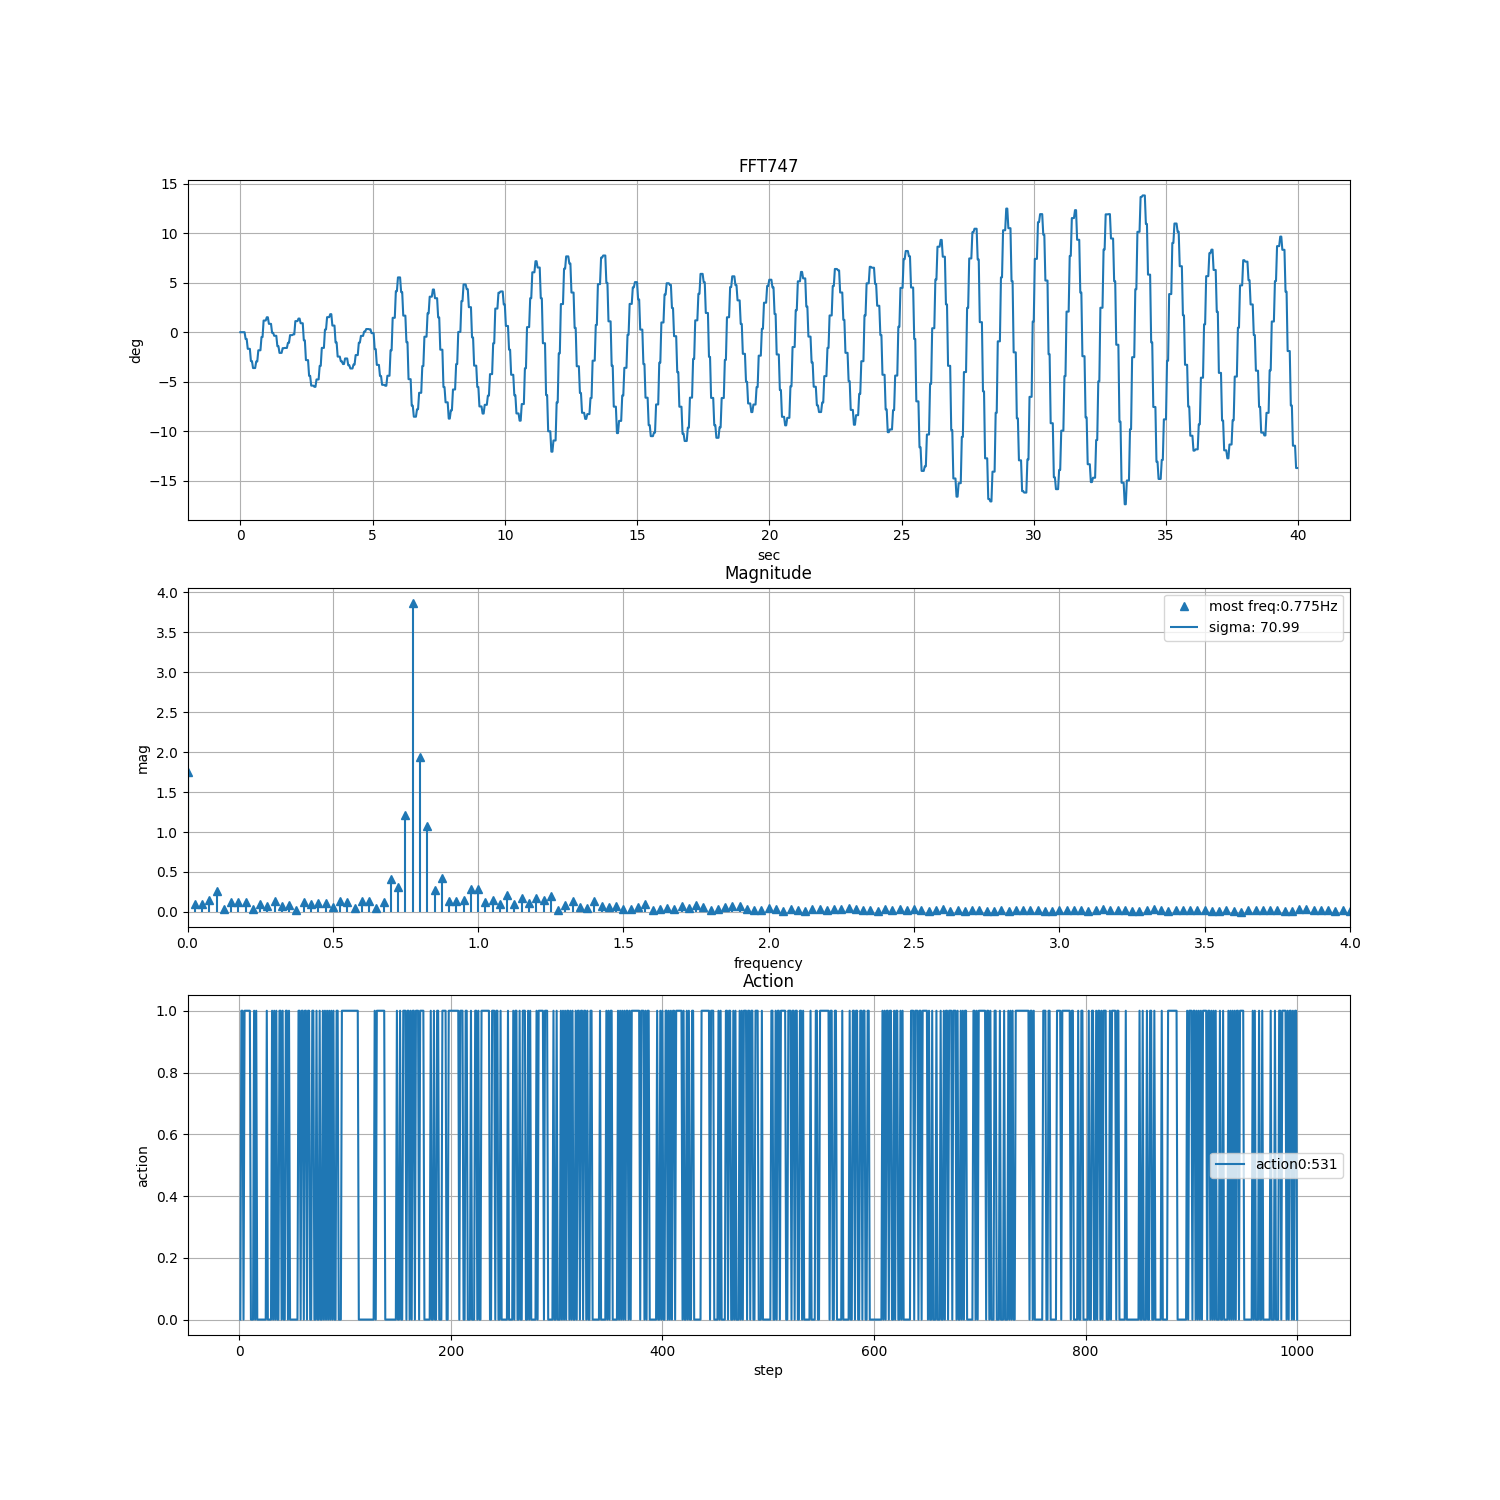 FFT747
15
10
5
0
−5
−10
−15
deg
0 5 10 15 20 25 30 35 40
sec
Magnitude
4.0
3.5
3.0
2.5
2.0
1.5
1.0
0.5
0.0
mag
most freq:0.775Hz
sigma: 70.99
0.0 0.5 1.0 1.5 2.0 2.5 3.0 3.5 4.0
frequency
Action
1.0
0.8
0.6
0.4
0.2
0.0
action
action0:531
0 200 400 600 800 1000
step